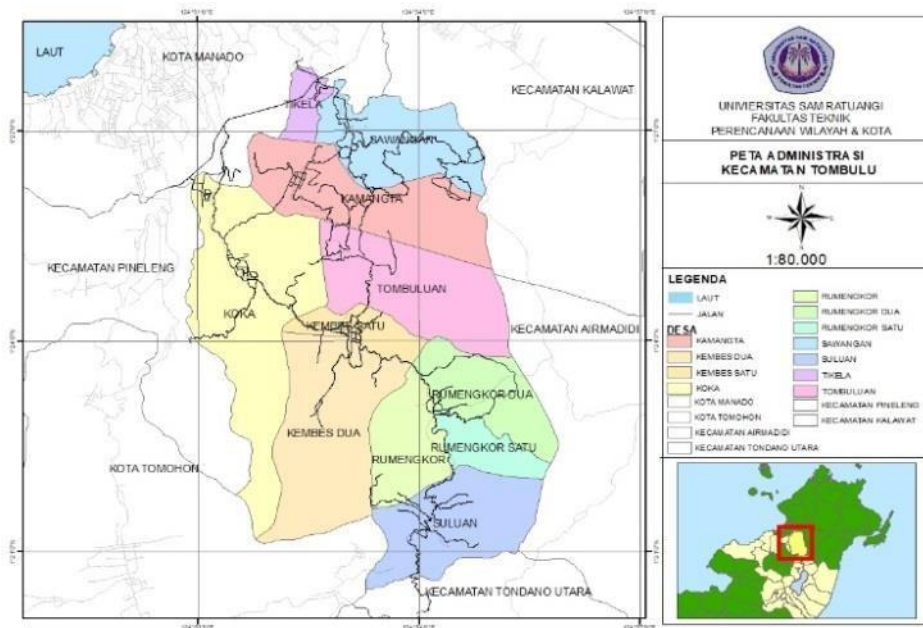 LAUT
KOTA MANADO
KECAMATAN KALAWAT
TIKELA
SAWANGAN
KAMANGTA
KECAMATAN PINELENG
TOMBULUAN
KOKA
KEMBES SATU
KECAMATAN AIRMADIDI
RUMENGKOR DUA
KEMBES DUA
RUMENGKOR
RUMENGKOR SATU
KOTA TOMOHON
SULUAN
KECAMATAN TONDANO UTARA
UNIVERSITAS SAM RATUANGI
FAKULTAS TEKNIK
PERENCANAAN WILAYAH & KOTA
PETA ADMINISTRASI
KECAMATAN TOMBULU
N
W
E
S
1:80.000
LEGENDA
LAUT
JALAN
DESA
KAMANGTA
KEMBES DUA
KEMBES SATU
KOKA
KOTA MANADO
KOTA TOMOHON
KECAMATAN AIRMADIDI
KECAMATAN TONDANO UTARA
RUMENGKOR
RUMENGKOR DUA
RUMENGKOR SATU
SAWANGAN
SULUAN
TIKELA
TOMBULUAN
KECAMATAN PINELENG
KECAMATAN KALAWAT